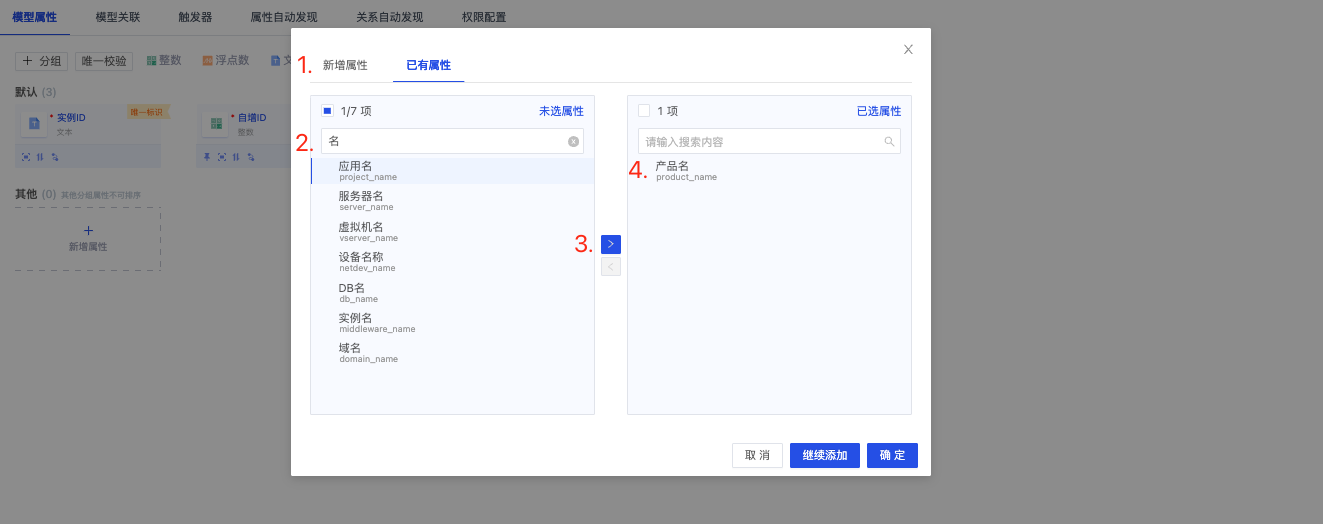 模型属性 模型关联 触发器 属性自动发现 关系自动发现 权限配置
+ 分组 唯一校验 整数 浮点数
默认 (3)
实例ID
文本
唯一标识
自增ID
整数
其他 (0) 其他分组属性不可排序
+
新增属性
1. 新增属性 已有属性
1/7 项 未选属性
2. 名
应用名
project_name
服务器名
server_name
虚拟机名
vserver_name
设备名称
netdev_name
DB名
db_name
实例名
middleware_name
域名
domain_name
3. >
<
1 项 已选属性
请输入搜索内容
4. 产品名
product_name
取 消 继续添加 确 定